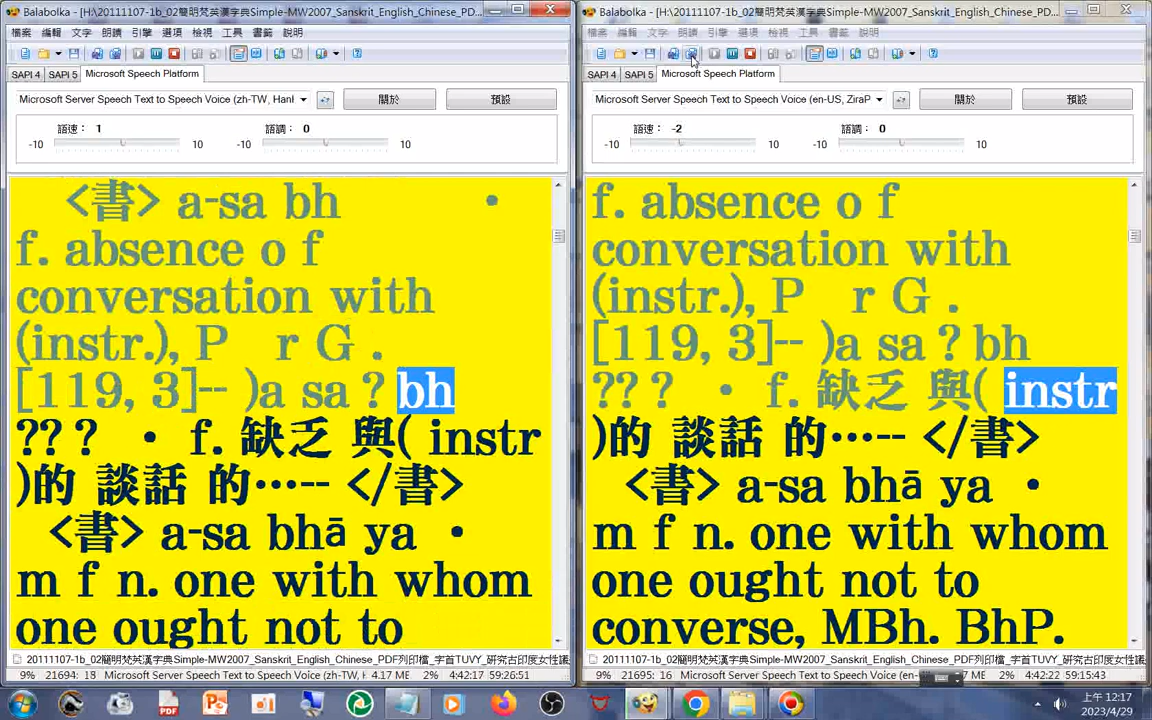 Balabolka - [H:\20111107-1b_02簡明梵英漢字典Simple-MW2007_Sanskrit_English_Chinese_PD...
檔案 編輯 文字 朗讀 引擎 選項 檢視 工具 書籤 說明
SAPI 4 SAPI 5 Microsoft Speech Platform
Microsoft Server Speech Text to Speech Voice (zh-TW, Hanl
關於 預設
語速： 1 語調： 0
-10 10 -10 10
<書> a-sa bh •
f. absence o f
conversation with
(instr.), P r G .
[119, 3]-- )a sa ? bh
?? ? • f. 缺乏 與( instr
)的 談話 的…-- </書>
<書> a-sa bhā ya •
m f n. one with whom
one ought not to
20111107-1b_02簡明梵英漢字典Simple-MW2007_Sanskrit_English_Chinese_PDF列印檔_字首TUVY_研究古印度女性議
9% 21694: 18 Microsoft Server Speech Text to Speech Voice (zh-TW, H 4.17 ME 2% 4:42:17 59:26:51
Balabolka - [H:\20111107-1b_02簡明梵英漢字典Simple-MW2007_Sanskrit_English_Chinese_PD...
檔案 編輯 文字 朗讀 引擎 選項 檢視 工具 書籤 說明
SAPI 4 SAPI 5 Microsoft Speech Platform
Microsoft Server Speech Text to Speech Voice (en-US, ZiraP
關於 預設
語速： -2 語調： 0
-10 10 -10 10
f. absence o f
conversation with
(instr.), P r G .
[119, 3]-- )a sa ? bh
?? ? • f. 缺乏 與( instr
)的 談話 的…-- </書>
<書> a-sa bhā ya •
m f n. one with whom
one ought not to
converse, MBh. BhP.
20111107-1b_02簡明梵英漢字典Simple-MW2007_Sanskrit_English_Chinese_PDF列印檔_字首TUVY_研究古印度女性議
9% 21695: 16 Microsoft Server Speech Text to Speech Voice (en-u 2% 4:42:22 59:15:43
PDF
上午 12:17
2023/4/29